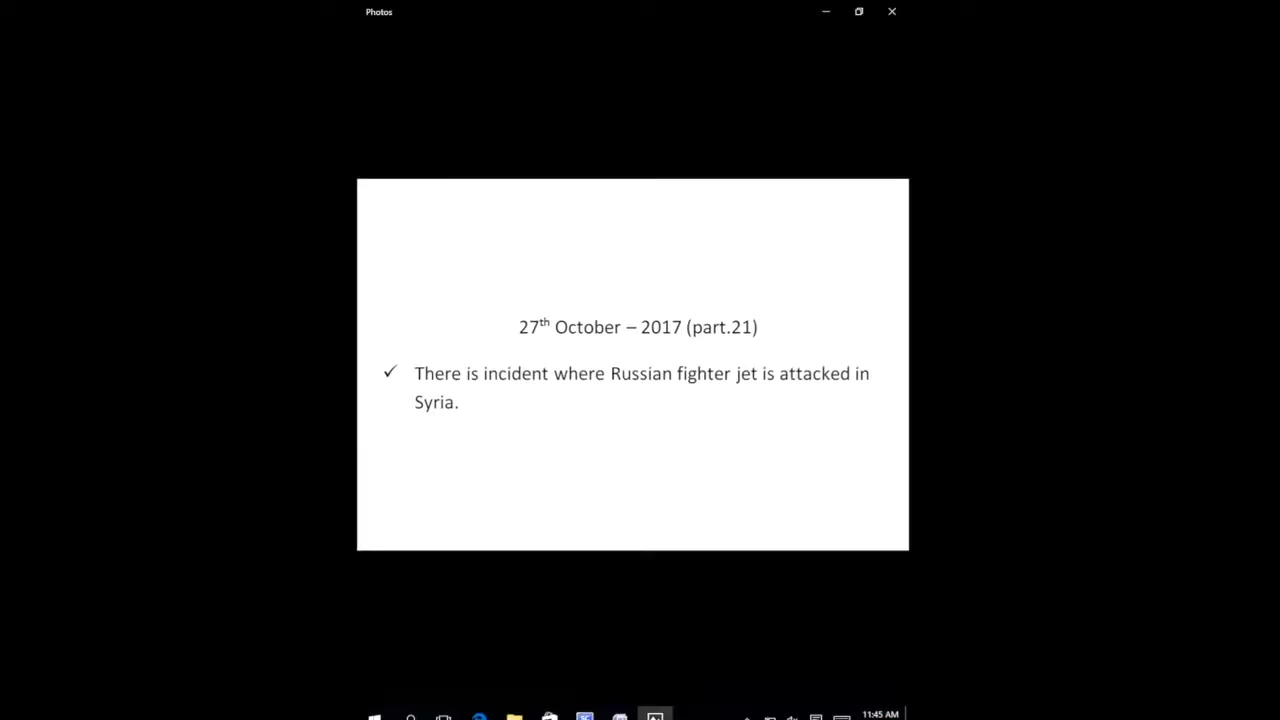 Photos
27th October – 2017 (part.21)
✓ There is incident where Russian fighter jet is attacked in
Syria.
11:45 AM